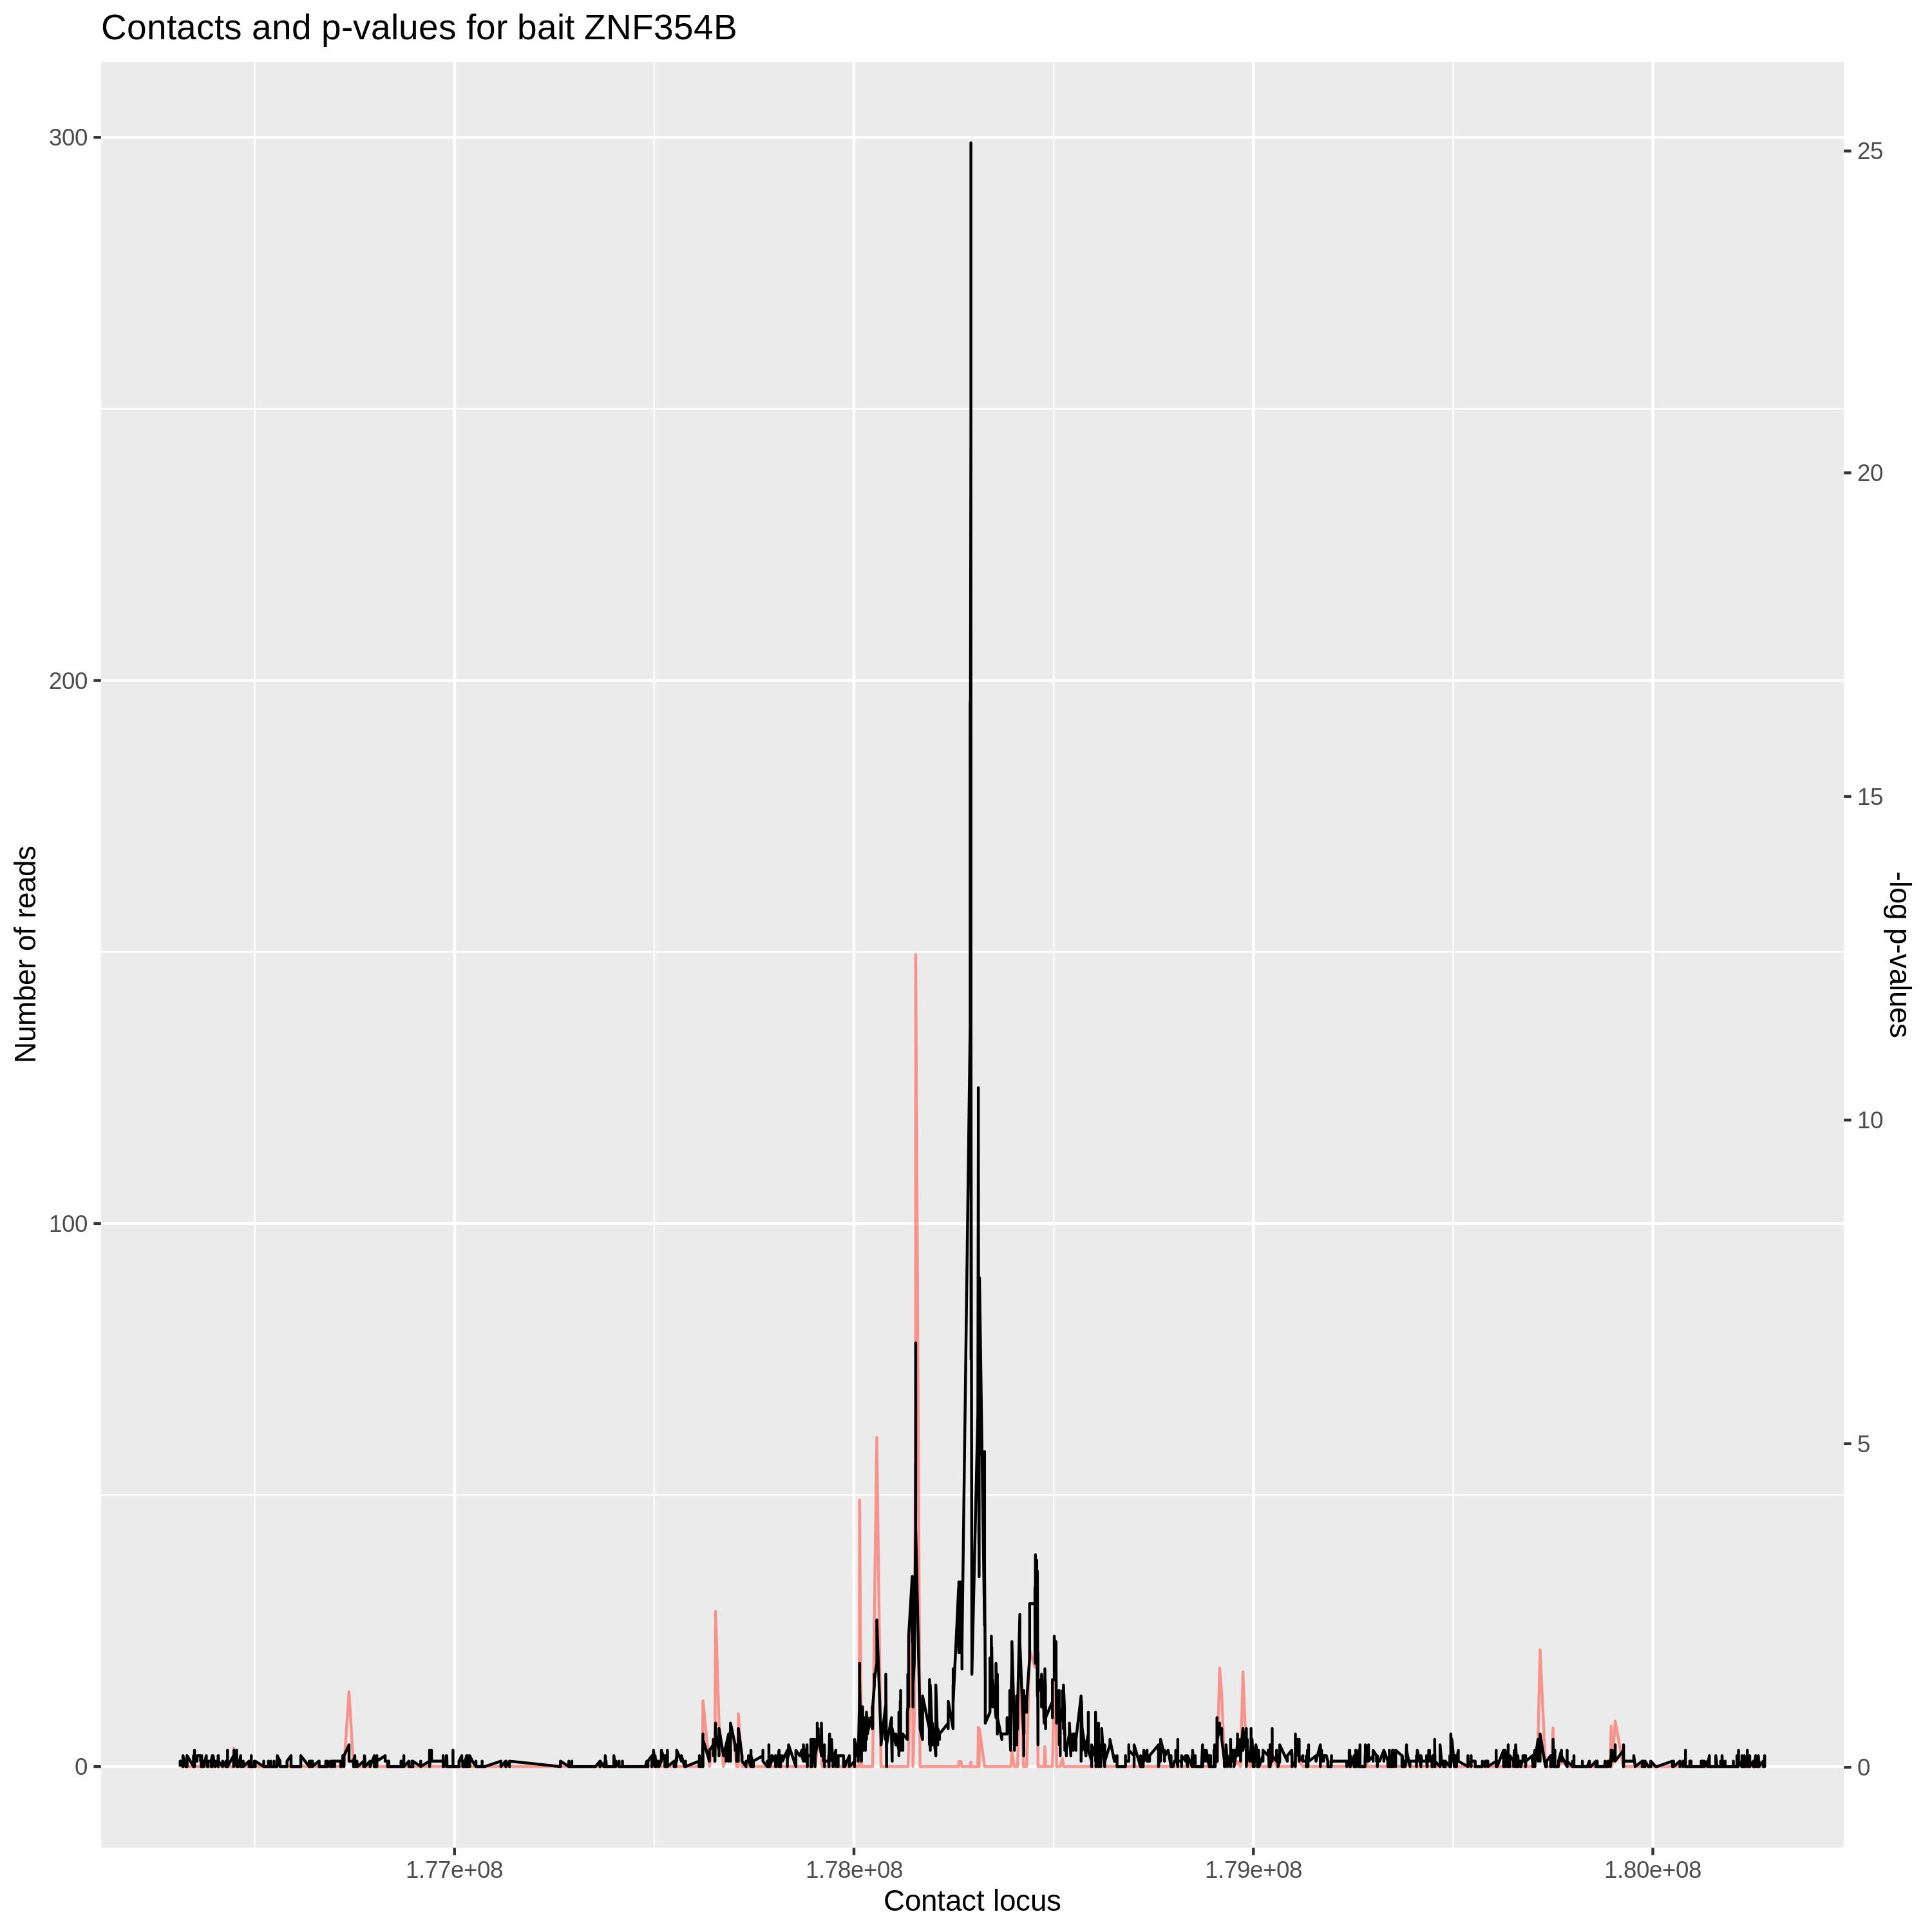 Contacts and p-values for bait ZNF354B
300
200
100
0
Number of reads
25
20
15
10
5
0
-log p-values
1.77e+08
1.78e+08
1.79e+08
1.80e+08
Contact locus